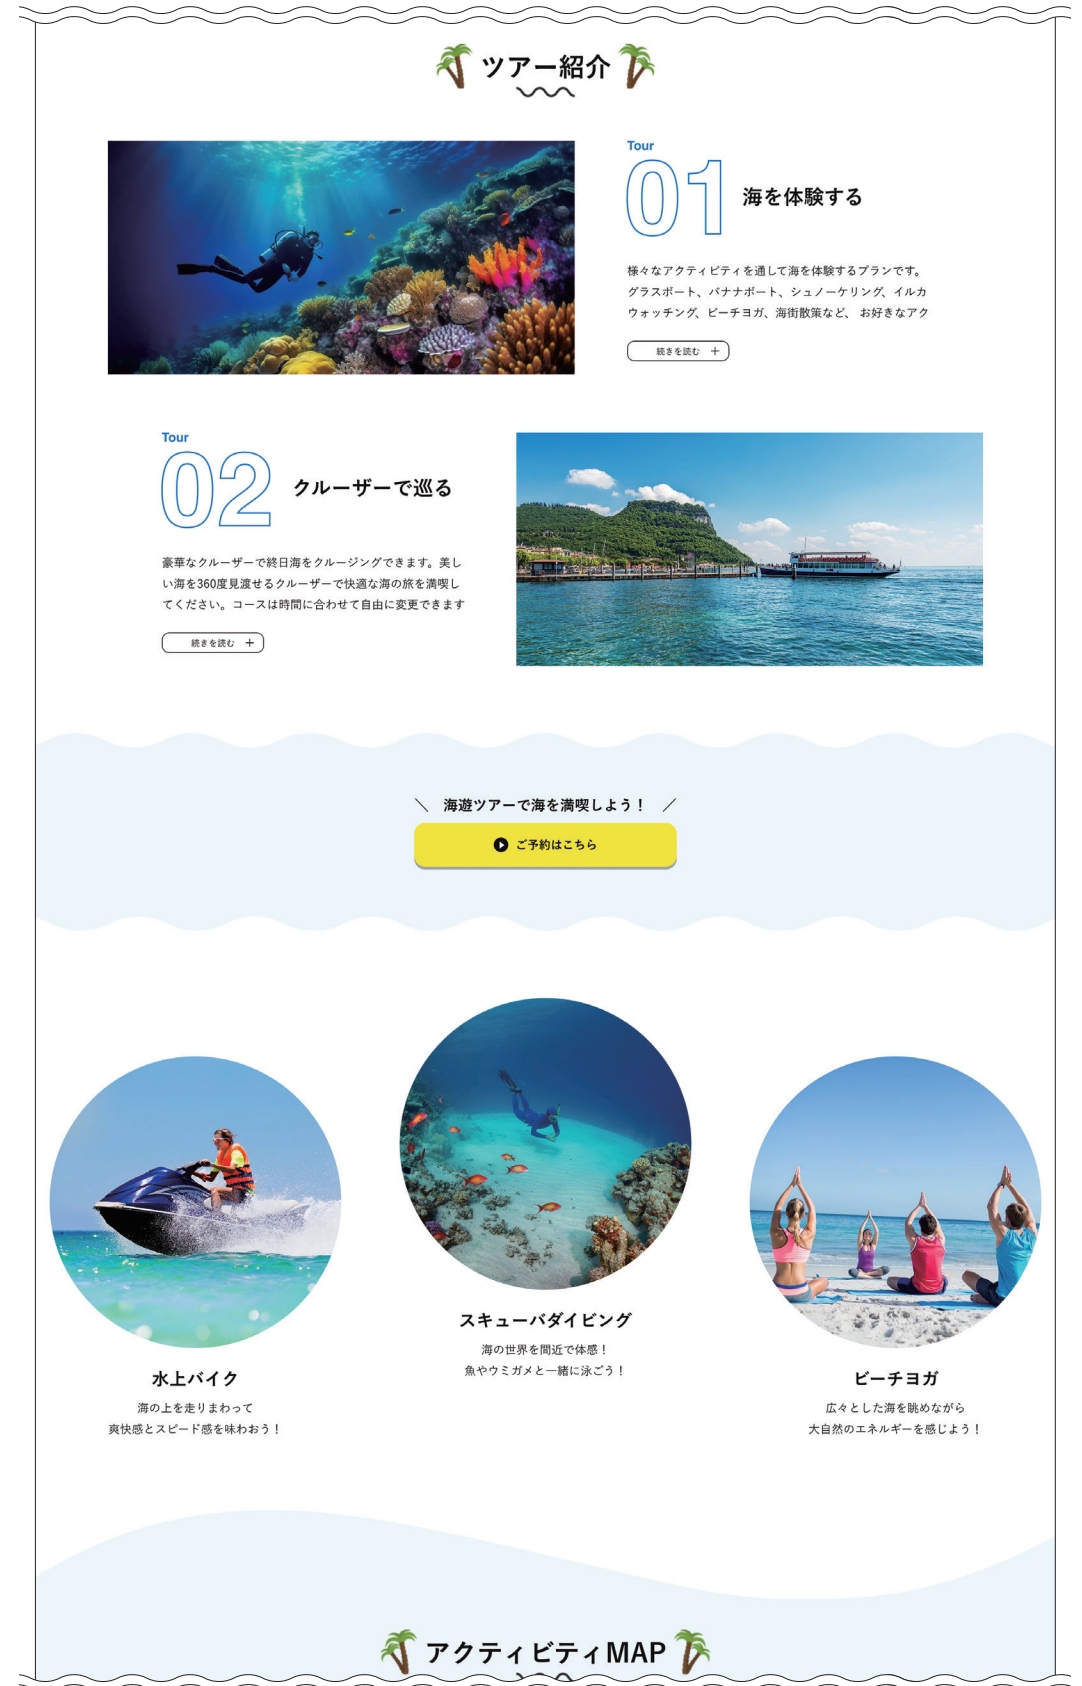 ツアー紹介
Tour
01 海を体験する
様々なアクティビティを通して海を体験するプランです。
グラスボート、バナナボート、シュノーケリング、イルカ
ウォッチング、ビーチヨガ、海街散策など、 お好きなアク
続きを読む ＋
Tour
02 クルーザーで巡る
豪華なクルーザーで終日海をクルージングできます。美し
い海を360度見渡せるクルーザーで快適な海の旅を満喫し
てください。コースは時間に合わせて自由に変更できます
続きを読む ＋
＼ 海遊ツアーで海を満喫しよう！ ／
ご予約はこちら
スキューバダイビング
海の世界を間近で体感！
魚やウミガメと一緒に泳ごう！
水上バイク
海の上を走りまわって
爽快感とスピード感を味わおう！
ビーチヨガ
広々とした海を眺めながら
大自然のエネルギーを感じよう！
アクティビティMAP